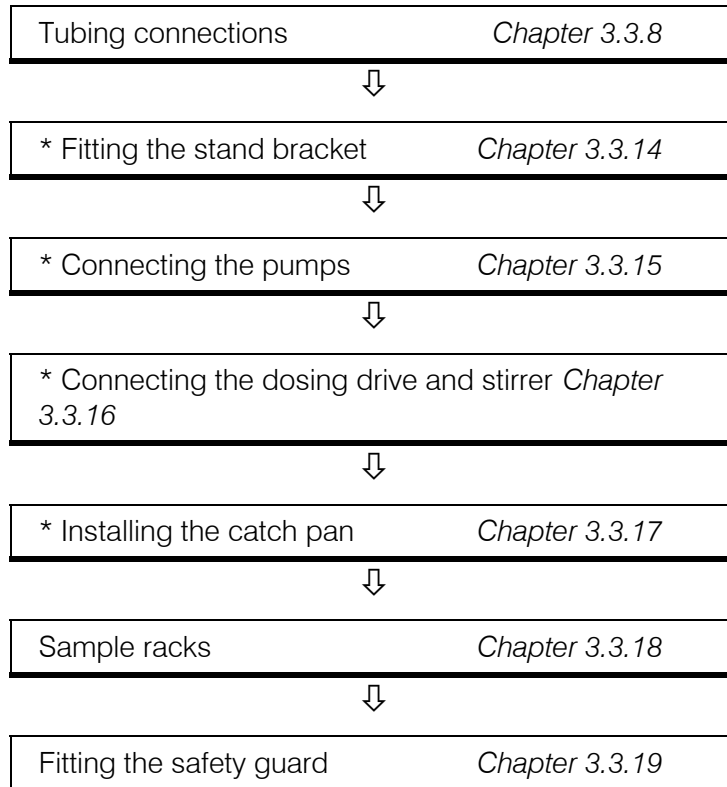 Tubing connections Chapter 3.3.8
⇩
* Fitting the stand bracket Chapter 3.3.14
⇩
* Connecting the pumps Chapter 3.3.15
⇩
* Connecting the dosing drive and stirrer Chapter
3.3.16
⇩
* Installing the catch pan Chapter 3.3.17
⇩
Sample racks Chapter 3.3.18
⇩
Fitting the safety guard Chapter 3.3.19